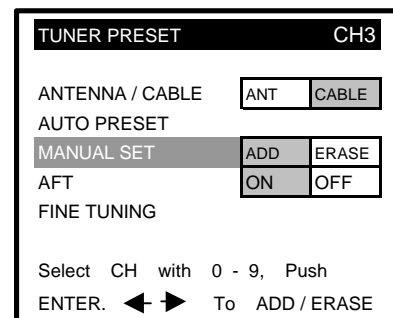 TUNER PRESET CH3
ANTENNA / CABLE ANT CABLE
AUTO PRESET
MANUAL SET ADD ERASE
AFT ON OFF
FINE TUNING
Select CH with 0 - 9, Push
ENTER. ◀ ▶ To ADD / ERASE